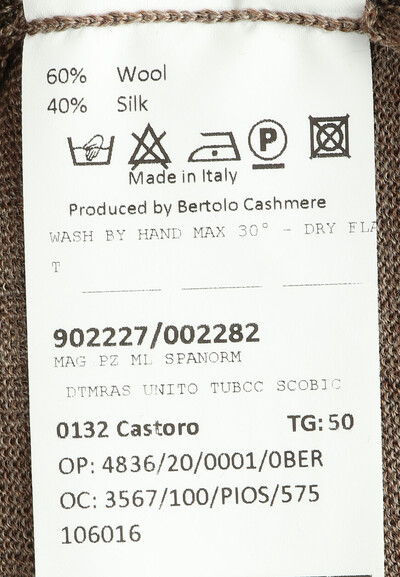 60% Wool
40% Silk
P
Made in Italy
Produced by Bertolo Cashmere
WASH BY HAND MAX 30° - DRY FLA
T
902227/002282
MAG PZ ML SPANORM
DTMRAS UNITO TUBCC SCOBIC
0132 Castoro TG: 50
OP: 4836/20/0001/0BER
OC: 3567/100/PIOS/575
106016